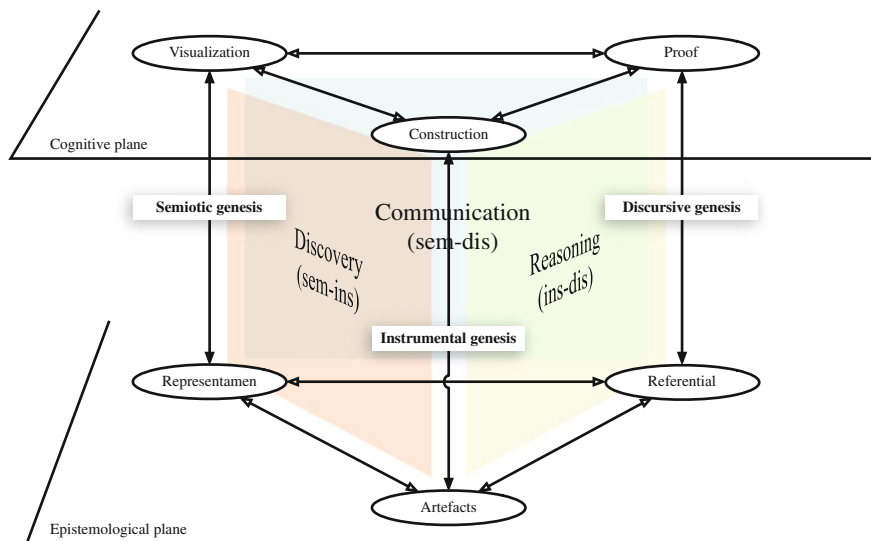 Visualization
Proof
Construction
Cognitive plane
Semiotic genesis
Communication
(sem-dis)
Discursive genesis
Discovery
(sem-ins)
Reasoning
(ins-dis)
Instrumental genesis
Representamen
Referential
Artefacts
Epistemological plane